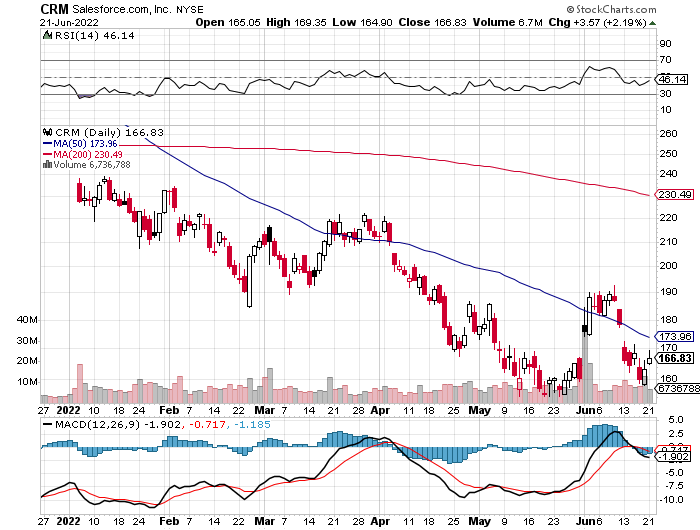 CRM Salesforce.com, Inc. NYSE © StockCharts.com
21-Jun-2022 Open 165.05 High 169.35 Low 164.90 Close 166.83 Volume 6.7M Chg +3.57 (+2.19%)
RSI(14) 46.14
90
70
50
46.14
30
10
CRM (Daily) 166.83
MA(50) 173.96
MA(200) 230.49
Volume 6,736,788
260
250
240
230.49
220
210
200
190
180
173.96
170
166.83
160
6736788
40M
30M
20M
10M
27 2022 10 18 24 Feb 7 14 22 Mar 7 14 21 28 Apr 11 18 25 May 9 16 23 Jun 6 13 21
MACD(12,26,9) -1.902, -0.717, -1.185
5.0
2.5
0.0
-0.717
-1.902
-5.0
-7.5
-10.0
27 2022 10 18 24 Feb 7 14 22 Mar 7 14 21 28 Apr 11 18 25 May 9 16 23 Jun 6 13 21